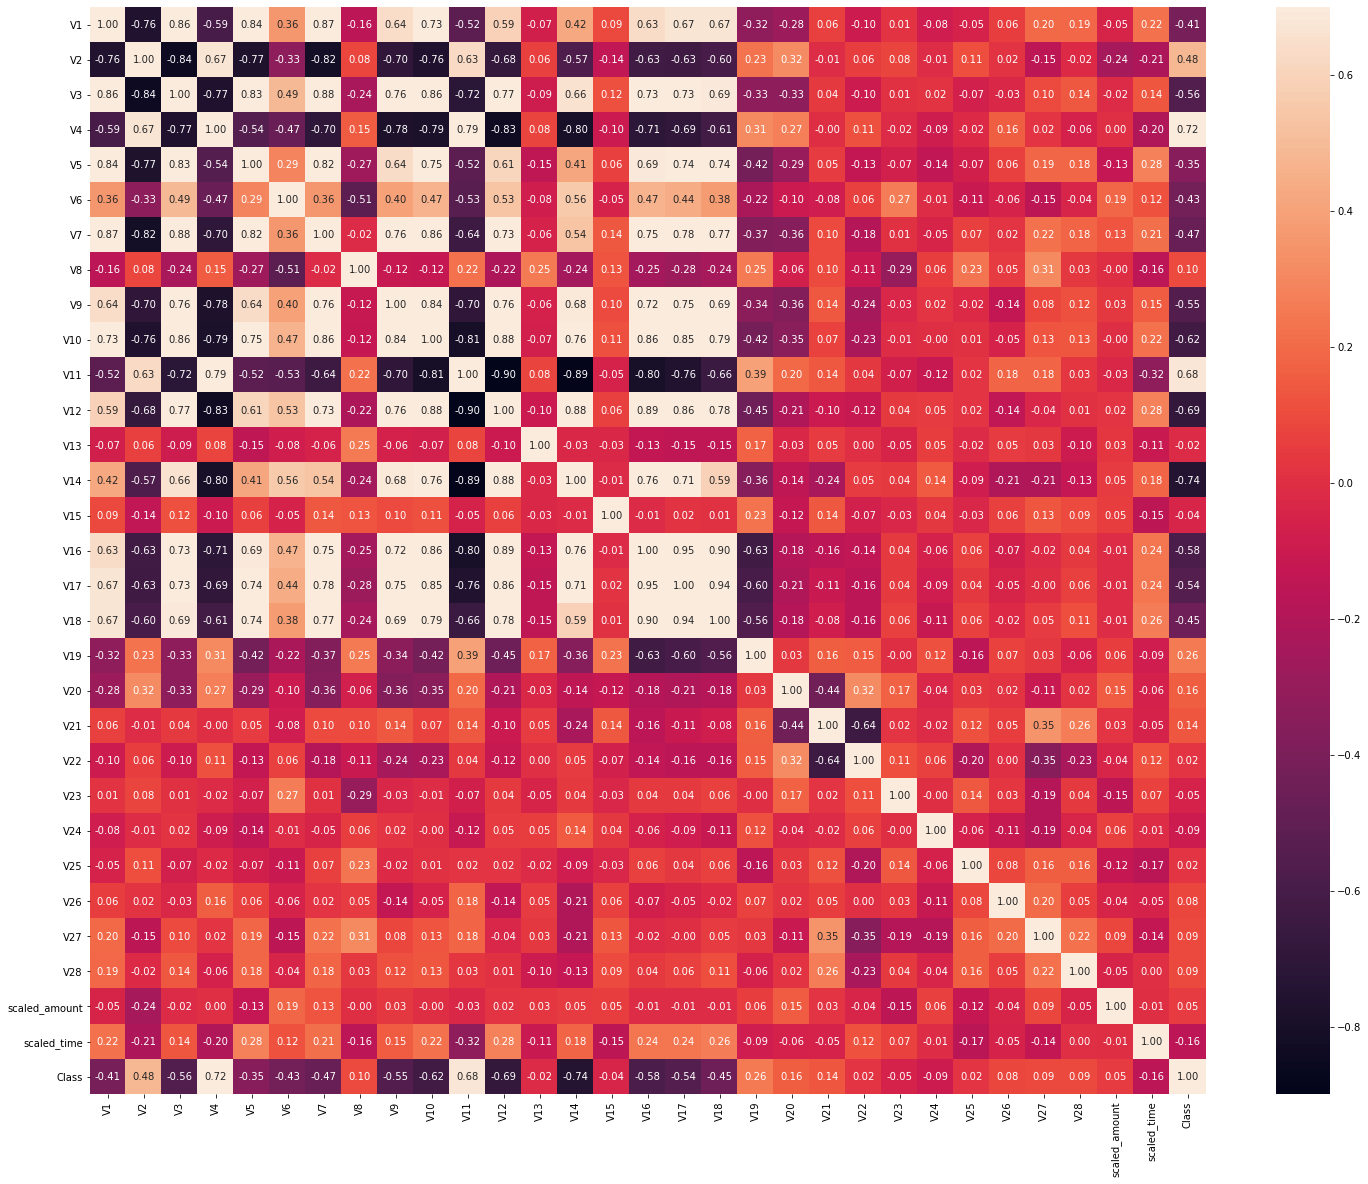 V1 1.00 -0.76 0.86 -0.59 0.84 0.36 0.87 -0.16 0.64 0.73 -0.52 0.59 -0.07 0.42 0.09 0.63 0.67 0.67 -0.32 -0.28 0.06 -0.10 0.01 -0.08 -0.05 0.06 0.20 0.19 -0.05 0.22 -0.41
V2 -0.76 1.00 -0.84 0.67 -0.77 -0.33 -0.82 0.08 -0.70 -0.76 0.63 -0.68 0.06 -0.57 -0.14 -0.63 -0.63 -0.60 0.23 0.32 -0.01 0.06 0.08 -0.01 0.11 0.02 -0.15 -0.02 -0.24 -0.21 0.48
V3 0.86 -0.84 1.00 -0.77 0.83 0.49 0.88 -0.24 0.76 0.86 -0.72 0.77 -0.09 0.66 0.12 0.73 0.73 0.69 -0.33 -0.33 0.04 -0.10 0.01 0.02 -0.07 -0.03 0.10 0.14 -0.02 0.14 -0.56
V4 -0.59 0.67 -0.77 1.00 -0.54 -0.47 -0.70 0.15 -0.78 -0.79 0.79 -0.83 0.08 -0.80 -0.10 -0.71 -0.69 -0.61 0.31 0.27 -0.00 0.11 -0.02 -0.09 -0.02 0.16 0.02 -0.06 0.00 -0.20 0.72
V5 0.84 -0.77 0.83 -0.54 1.00 0.29 0.82 -0.27 0.64 0.75 -0.52 0.61 -0.15 0.41 0.06 0.69 0.74 0.74 -0.42 -0.29 0.05 -0.13 -0.07 -0.14 -0.07 0.06 0.19 0.18 -0.13 0.28 -0.35
V6 0.36 -0.33 0.49 -0.47 0.29 1.00 0.36 -0.51 0.40 0.47 -0.53 0.53 -0.08 0.56 -0.05 0.47 0.44 0.38 -0.22 -0.10 -0.08 0.06 0.27 -0.01 -0.11 -0.06 -0.15 -0.04 0.19 0.12 -0.43
V7 0.87 -0.82 0.88 -0.70 0.82 0.36 1.00 -0.02 0.76 0.86 -0.64 0.73 -0.06 0.54 0.14 0.75 0.78 0.77 -0.37 -0.36 0.10 -0.18 0.01 -0.05 0.07 0.02 0.22 0.18 0.13 0.21 -0.47
V8 -0.16 0.08 -0.24 0.15 -0.27 -0.51 -0.02 1.00 -0.12 -0.12 0.22 -0.22 0.25 -0.24 0.13 -0.25 -0.28 -0.24 0.25 -0.06 0.10 -0.11 -0.29 0.06 0.23 0.05 0.31 0.03 -0.00 -0.16 0.10
V9 0.64 -0.70 0.76 -0.78 0.64 0.40 0.76 -0.12 1.00 0.84 -0.70 0.76 -0.06 0.68 0.10 0.72 0.75 0.69 -0.34 -0.36 0.14 -0.24 -0.03 0.02 -0.02 -0.14 0.08 0.12 0.03 0.15 -0.55
V10 0.73 -0.76 0.86 -0.79 0.75 0.47 0.86 -0.12 0.84 1.00 -0.81 0.88 -0.07 0.76 0.11 0.86 0.85 0.79 -0.42 -0.35 0.07 -0.23 -0.01 -0.00 0.01 -0.05 0.13 0.13 -0.00 0.22 -0.62
V11 -0.52 0.63 -0.72 0.79 -0.52 -0.53 -0.64 0.22 -0.70 -0.81 1.00 -0.90 0.08 -0.89 -0.05 -0.80 -0.76 -0.66 0.39 0.20 0.14 0.04 -0.07 -0.12 0.02 0.18 0.18 0.03 -0.03 -0.32 0.68
V12 0.59 -0.68 0.77 -0.83 0.61 0.53 0.73 -0.22 0.76 0.88 -0.90 1.00 -0.10 0.88 0.06 0.89 0.86 0.78 -0.45 -0.21 -0.10 -0.12 0.04 0.05 0.02 -0.14 -0.04 0.01 0.02 0.28 -0.69
V13 -0.07 0.06 -0.09 0.08 -0.15 -0.08 -0.06 0.25 -0.06 -0.07 0.08 -0.10 1.00 -0.03 -0.03 -0.13 -0.15 -0.15 0.17 -0.03 0.05 0.00 -0.05 0.05 -0.02 0.05 0.03 -0.10 0.03 -0.11 -0.02
V14 0.42 -0.57 0.66 -0.80 0.41 0.56 0.54 -0.24 0.68 0.76 -0.89 0.88 -0.03 1.00 -0.01 0.76 0.71 0.59 -0.36 -0.14 -0.24 0.05 0.04 0.14 -0.09 -0.21 -0.21 -0.13 0.05 0.18 -0.74
V15 0.09 -0.14 0.12 -0.10 0.06 -0.05 0.14 0.13 0.10 0.11 -0.05 0.06 -0.03 -0.01 1.00 -0.01 0.02 0.01 0.23 -0.12 0.14 -0.07 -0.03 0.04 -0.03 0.06 0.13 0.09 0.05 -0.15 -0.04
V16 0.63 -0.63 0.73 -0.71 0.69 0.47 0.75 -0.25 0.72 0.86 -0.80 0.89 -0.13 0.76 -0.01 1.00 0.95 0.90 -0.63 -0.18 -0.16 -0.14 0.04 -0.06 0.06 -0.07 -0.02 0.04 -0.01 0.24 -0.58
V17 0.67 -0.63 0.73 -0.69 0.74 0.44 0.78 -0.28 0.75 0.85 -0.76 0.86 -0.15 0.71 0.02 0.95 1.00 0.94 -0.60 -0.21 -0.11 -0.16 0.04 -0.09 0.04 -0.05 -0.00 0.06 -0.01 0.24 -0.54
V18 0.67 -0.60 0.69 -0.61 0.74 0.38 0.77 -0.24 0.69 0.79 -0.66 0.78 -0.15 0.59 0.01 0.90 0.94 1.00 -0.56 -0.18 -0.08 -0.16 0.06 -0.11 0.06 -0.02 0.05 0.11 -0.01 0.26 -0.45
V19 -0.32 0.23 -0.33 0.31 -0.42 -0.22 -0.37 0.25 -0.34 -0.42 0.39 -0.45 0.17 -0.36 0.23 -0.63 -0.60 -0.56 1.00 0.03 0.16 0.15 -0.00 0.12 -0.16 0.07 0.03 -0.06 0.06 -0.09 0.26
V20 -0.28 0.32 -0.33 0.27 -0.29 -0.10 -0.36 -0.06 -0.36 -0.35 0.20 -0.21 -0.03 -0.14 -0.12 -0.18 -0.21 -0.18 0.03 1.00 -0.44 0.32 0.17 -0.04 0.03 0.02 -0.11 0.02 0.15 -0.06 0.16
V21 0.06 -0.01 0.04 -0.00 0.05 -0.08 0.10 0.10 0.14 0.07 0.14 -0.10 0.05 -0.24 0.14 -0.16 -0.11 -0.08 0.16 -0.44 1.00 -0.64 0.02 -0.02 0.12 0.05 0.35 0.26 0.03 -0.05 0.14
V22 -0.10 0.06 -0.10 0.11 -0.13 0.06 -0.18 -0.11 -0.24 -0.23 0.04 -0.12 0.00 0.05 -0.07 -0.14 -0.16 -0.16 0.15 0.32 -0.64 1.00 0.11 0.06 -0.20 0.00 -0.35 -0.23 -0.04 0.12 0.02
V23 0.01 0.08 0.01 -0.02 -0.07 0.27 0.01 -0.29 -0.03 -0.01 -0.07 0.04 -0.05 0.04 -0.03 0.04 0.04 0.06 -0.00 0.17 0.02 0.11 1.00 -0.00 0.14 0.03 -0.19 0.04 -0.15 0.07 -0.05
V24 -0.08 -0.01 0.02 -0.09 -0.14 -0.01 -0.05 0.06 0.02 -0.00 -0.12 0.05 0.05 0.14 0.04 -0.06 -0.09 -0.11 0.12 -0.04 -0.02 0.06 -0.00 1.00 -0.06 -0.11 -0.19 -0.04 0.06 -0.01 -0.09
V25 -0.05 0.11 -0.07 -0.02 -0.07 -0.11 0.07 0.23 -0.02 0.01 0.02 0.02 -0.02 -0.09 -0.03 0.06 0.04 0.06 -0.16 0.03 0.12 -0.20 0.14 -0.06 1.00 0.08 0.16 0.16 -0.12 -0.17 0.02
V26 0.06 0.02 -0.03 0.16 0.06 -0.06 0.02 0.05 -0.14 -0.05 0.18 -0.14 0.05 -0.21 0.06 -0.07 -0.05 -0.02 0.07 0.02 0.05 0.00 0.03 -0.11 0.08 1.00 0.20 0.05 -0.04 -0.05 0.08
V27 0.20 -0.15 0.10 0.02 0.19 -0.15 0.22 0.31 0.08 0.13 0.18 -0.04 0.03 -0.21 0.13 -0.02 -0.00 0.05 0.03 -0.11 0.35 -0.35 -0.19 -0.19 0.16 0.20 1.00 0.22 0.09 -0.14 0.09
V28 0.19 -0.02 0.14 -0.06 0.18 -0.04 0.18 0.03 0.12 0.13 0.03 0.01 -0.10 -0.13 0.09 0.04 0.06 0.11 -0.06 0.02 0.26 -0.23 0.04 -0.04 0.16 0.05 0.22 1.00 -0.05 0.00 0.09
scaled_amount -0.05 -0.24 -0.02 0.00 -0.13 0.19 0.13 -0.00 0.03 -0.00 -0.03 0.02 0.03 0.05 0.05 -0.01 -0.01 -0.01 0.06 0.15 0.03 -0.04 -0.15 0.06 -0.12 -0.04 0.09 -0.05 1.00 -0.01 0.05
scaled_time 0.22 -0.21 0.14 -0.20 0.28 0.12 0.21 -0.16 0.15 0.22 -0.32 0.28 -0.11 0.18 -0.15 0.24 0.24 0.26 -0.09 -0.06 -0.05 0.12 0.07 -0.01 -0.17 -0.05 -0.14 0.00 -0.01 1.00 -0.16
Class -0.41 0.48 -0.56 0.72 -0.35 -0.43 -0.47 0.10 -0.55 -0.62 0.68 -0.69 -0.02 -0.74 -0.04 -0.58 -0.54 -0.45 0.26 0.16 0.14 0.02 -0.05 -0.09 0.02 0.08 0.09 0.09 0.05 -0.16 1.00
V1 V2 V3 V4 V5 V6 V7 V8 V9 V10 V11 V12 V13 V14 V15 V16 V17 V18 V19 V20 V21 V22 V23 V24 V25 V26 V27 V28 scaled_amount scaled_time Class
0.6
0.4
0.2
0.0
−0.2
−0.4
−0.6
−0.8